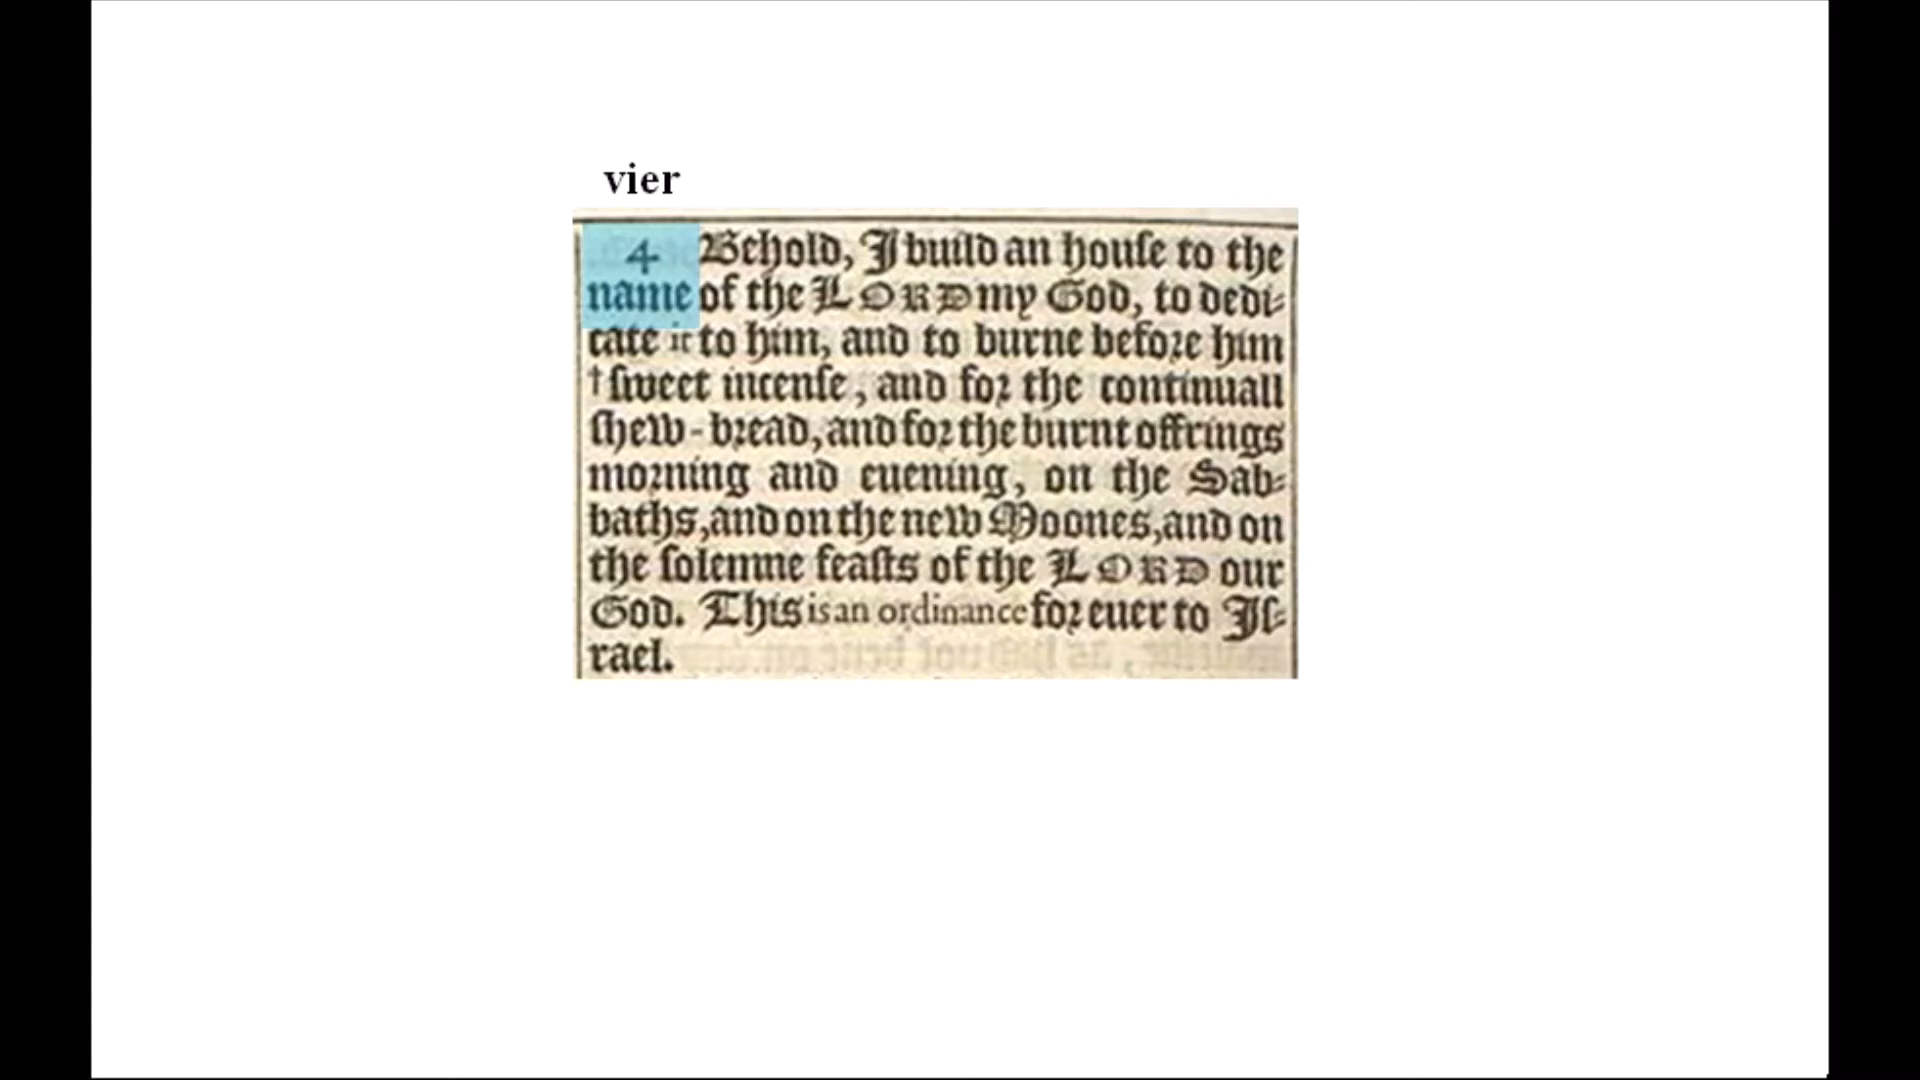 vier
4 Behold, I build an houſe to the
name of the LORD my God, to dedi-
cate it to him, and to burne before him
†ſweet incenſe, and for the continuall
ſhew-bread, and for the burnt offrings
morning and euening, on the Sab-
baths, and on the new Moones, and on
the ſolemne feaſts of the LORD our
God. This is an ordinance for euer to Iſ-
rael.